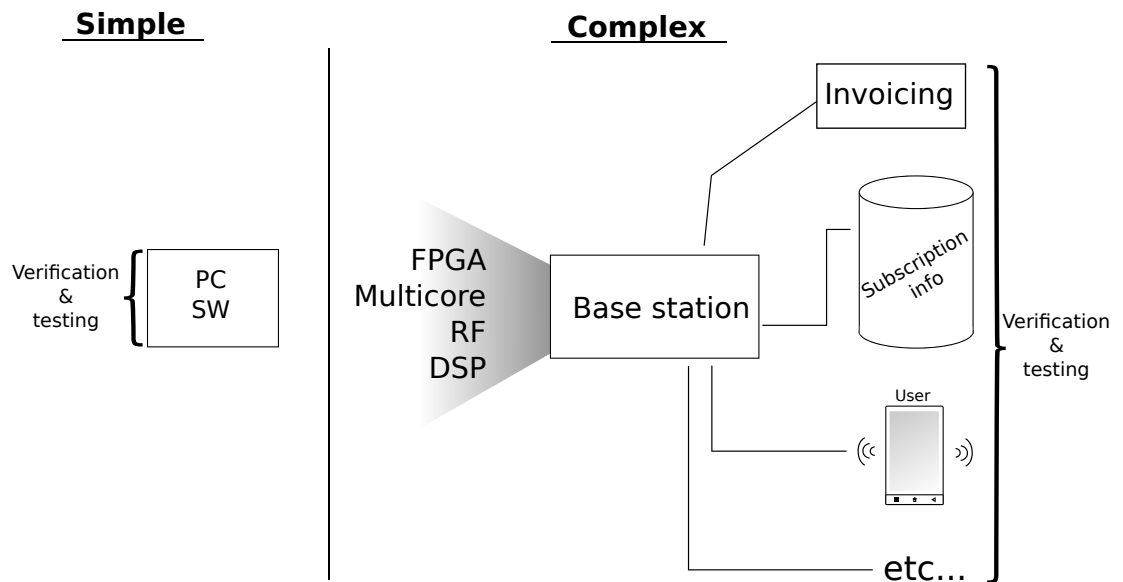 Simple
Verification
&
testing
PC
SW
Complex
FPGA
Multicore
RF
DSP
Base station
Invoicing
Subscription
info
User
etc...
Verification
&
testing